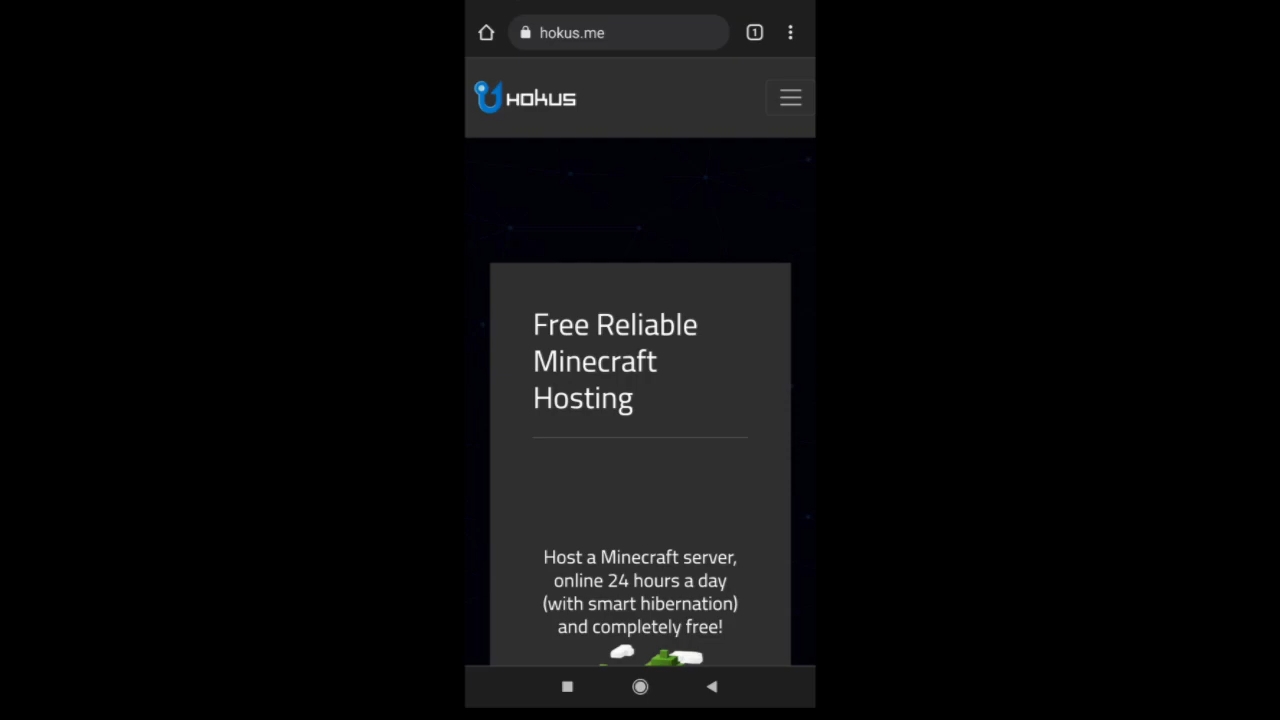 hokus.me
1
HOKUS
Free Reliable
Minecraft
Hosting
Host a Minecraft server,
online 24 hours a day
(with smart hibernation)
and completely free!